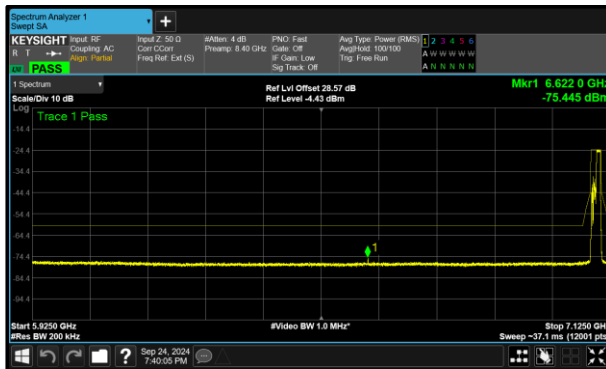 Spectrum Analyzer 1
Swept SA
+
KEYSIGHT
R T
PASS
Input: RF
Coupling: AC
Align: Partial
Input Z: 50 Ω
Corr CCorr
Freq Ref: Ext (S)
#Atten: 4 dB
Preamp: 8.40 GHz
PNO: Fast
Gate: Off
IF Gain: Low
Sig Track: Off
Avg Type: Power (RMS)
Avg|Hold: 100/100
Trig: Free Run
1 2 3 4 5 6
A W W W W W
A N N N N N
1 Spectrum
Scale/Div 10 dB
Ref Lvl Offset 28.57 dB
Ref Level -4.43 dBm
Mkr1 6.622 0 GHz
-75.445 dBm
Log
Trace 1 Pass
-14.4
-24.4
-34.4
-44.4
-54.4
-64.4
-74.4
-84.4
-94.4
1
Start 5.9250 GHz
#Res BW 200 kHz
#Video BW 1.0 MHz*
Stop 7.1250 GHz
Sweep ~37.1 ms (12001 pts)
?
Sep 24, 2024
7:40:05 PM